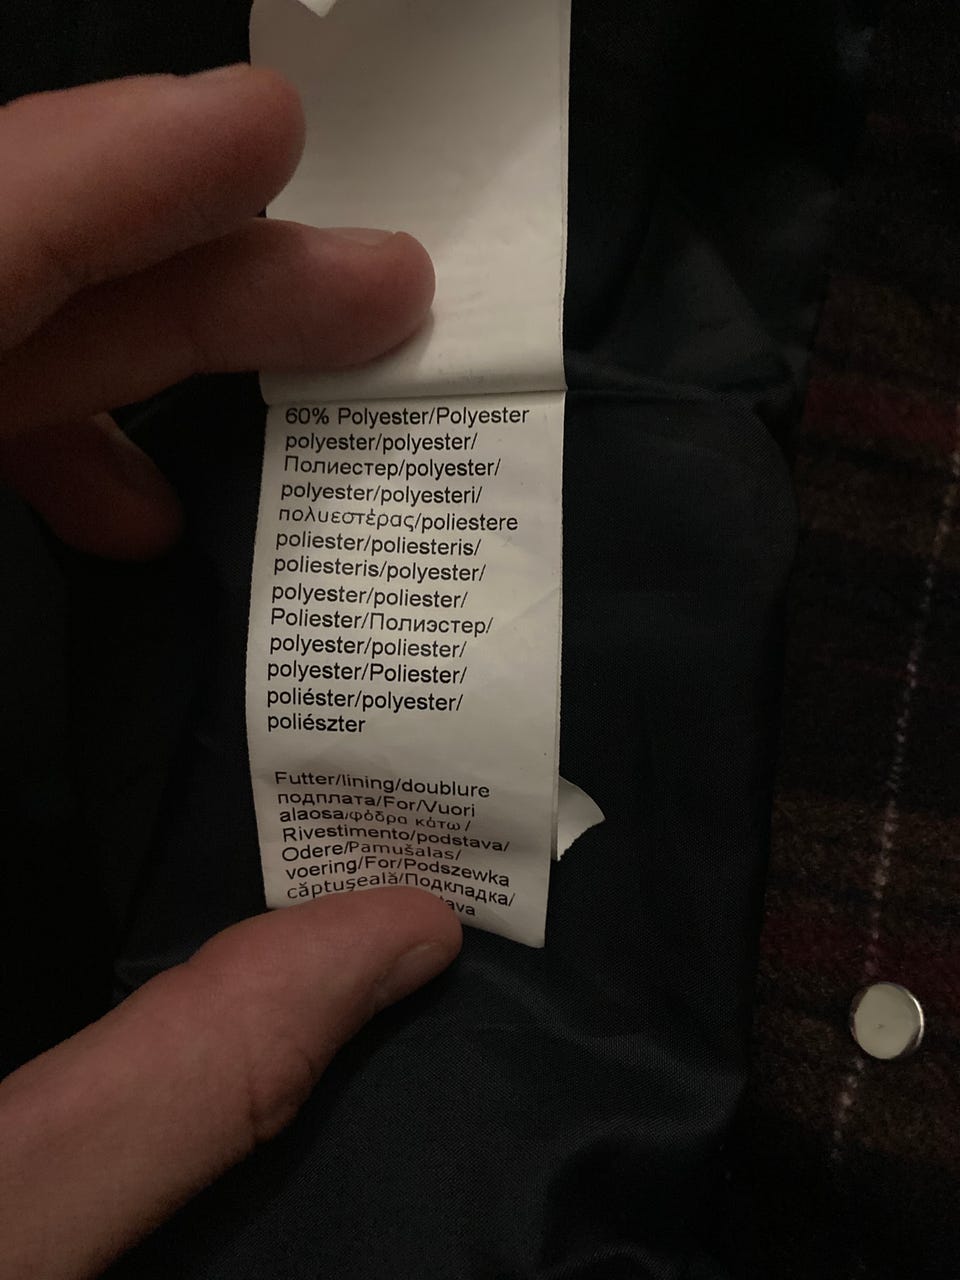 60% Polyester/Polyester
polyester/polyester/
Полиестер/polyester/
polyester/polyesteri/
πολυεστέρας/poliestere
poliester/poliesteris/
poliesteris/polyester/
polyester/poliester/
Poliester/Полиэстер/
polyester/poliester/
polyester/Poliester/
poliéster/polyester/
poliészter
Futter/lining/doublure
подплата/For/Vuori
alaosa/φόδρα κάτω/
Rivestimento/podstava/
Odere/Pamušalas/
voering/For/Podszewka
căptuşeală/Подкладка/